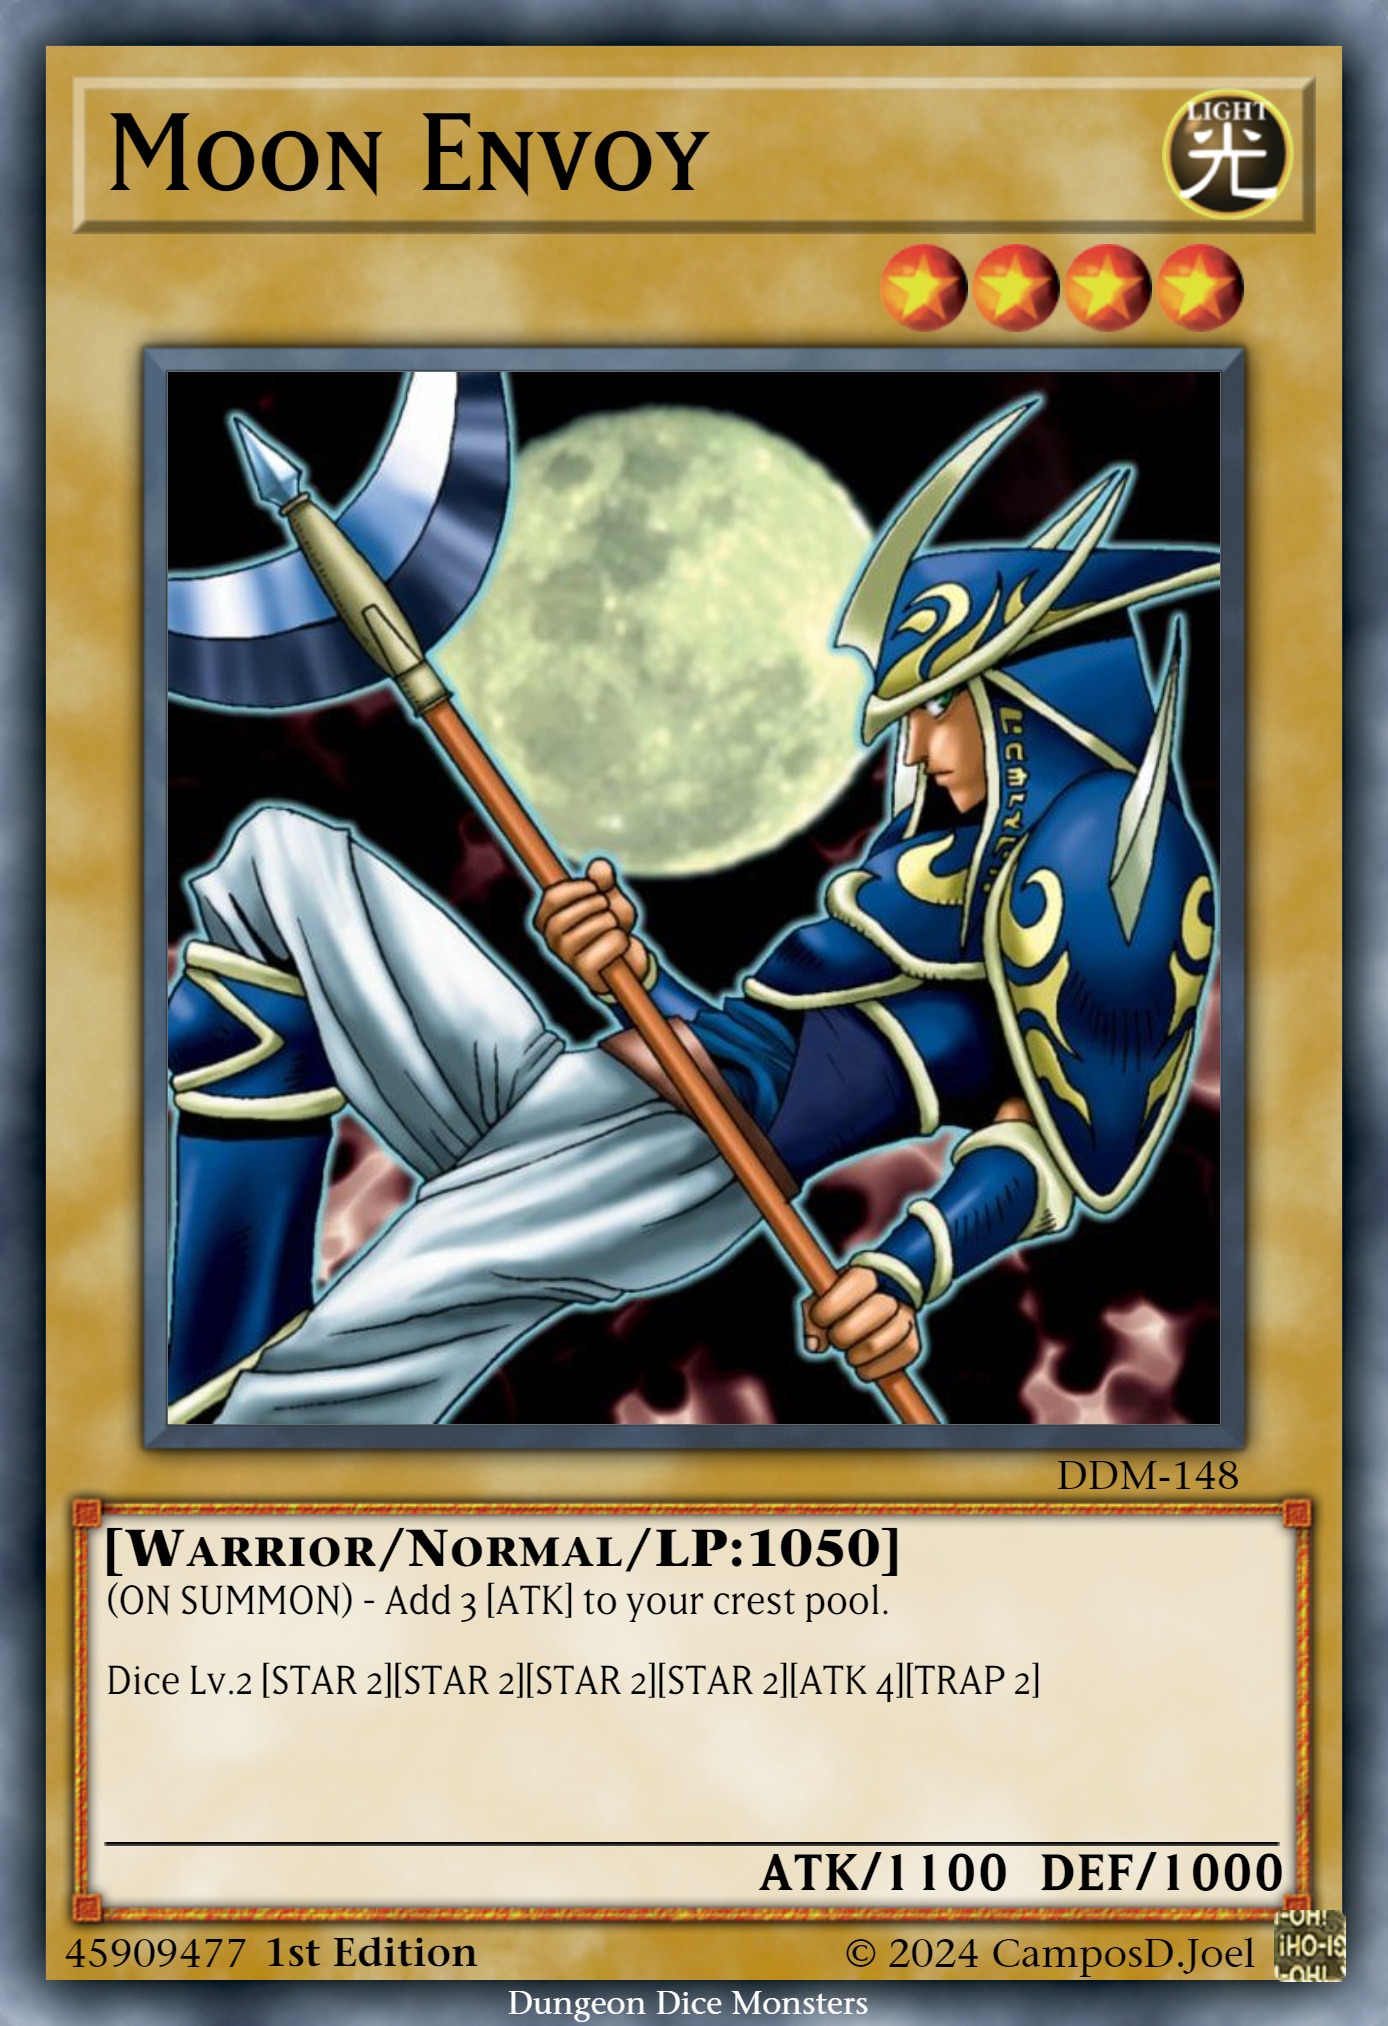 Moon Envoy
LIGHT
光
DDM-148
[Warrior/Normal/LP:1050]
(ON SUMMON) - Add 3 [ATK] to your crest pool.
Dice Lv.2 [STAR 2][STAR 2][STAR 2][STAR 2][ATK 4][TRAP 2]
ATK/1100 DEF/1000
45909477 1st Edition
© 2024 CamposD.Joel
Dungeon Dice Monsters